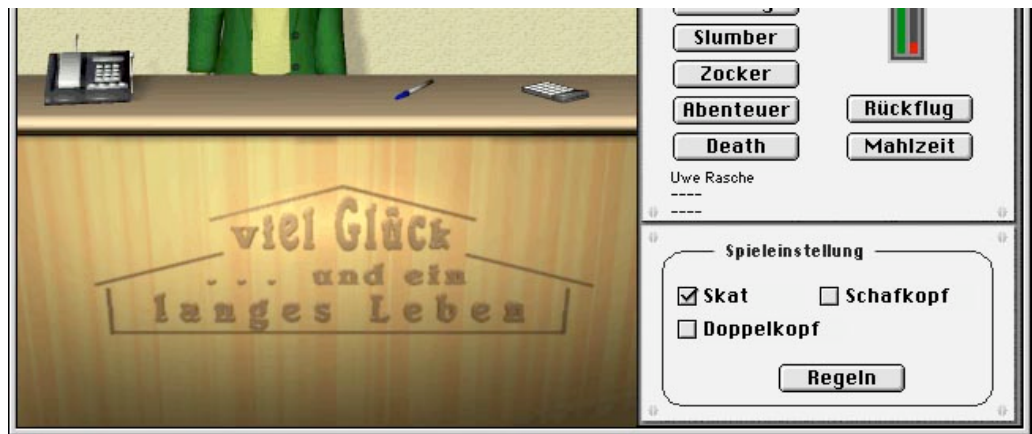 Slumber
Zocker
Abenteuer
Death
Rückflug
Mahlzeit
Uwe Rasche
----
----
viel Glück
... und ein
langes Leben
Spieleinstellung
Skat
Schafkopf
Doppelkopf
Regeln